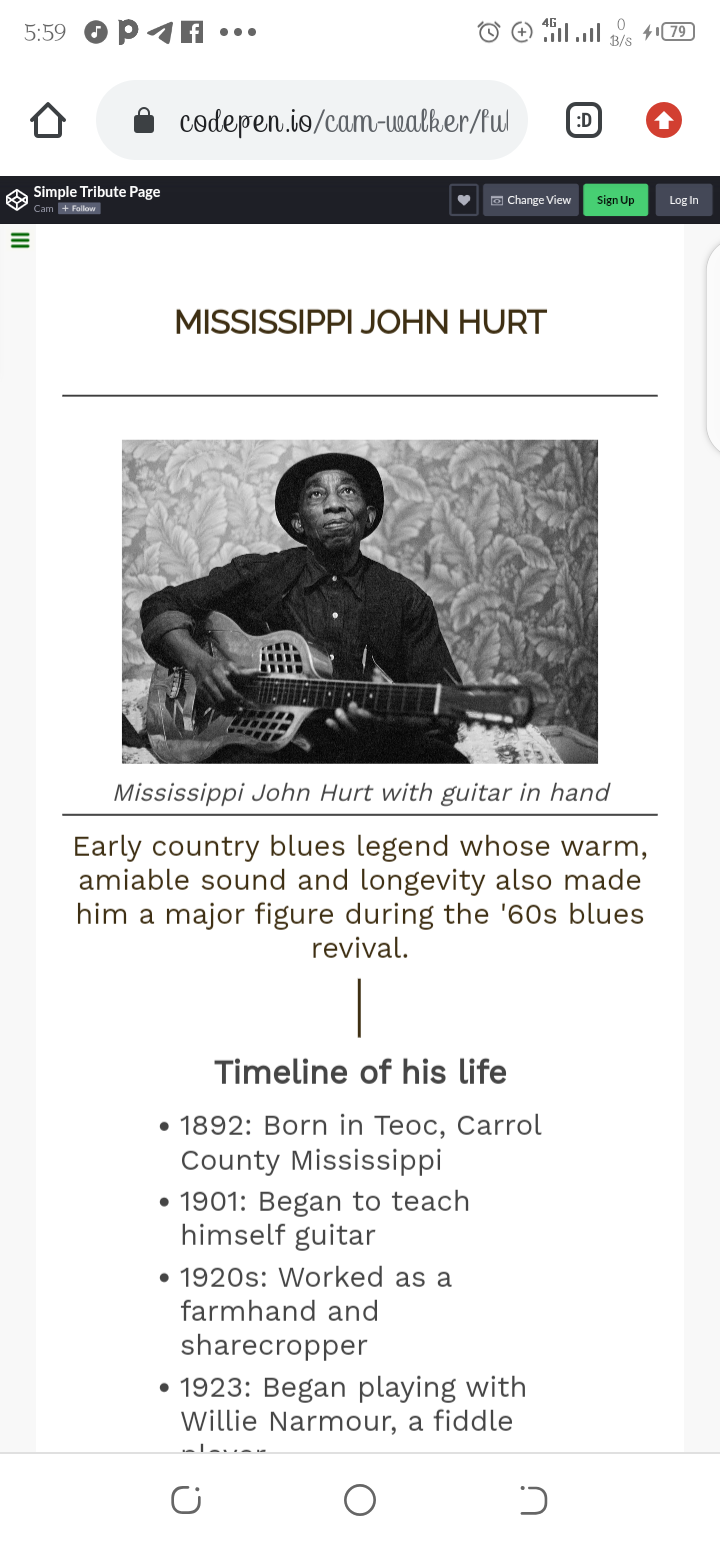 5:59
4G
0
B/s
79
codepen.io/cam-walker/ful
:D
Simple Tribute Page
Cam + Follow
Change View
Sign Up
Log In
MISSISSIPPI JOHN HURT
Mississippi John Hurt with guitar in hand
Early country blues legend whose warm,
amiable sound and longevity also made
him a major figure during the '60s blues
revival.
Timeline of his life
• 1892: Born in Teoc, Carrol
County Mississippi
• 1901: Began to teach
himself guitar
• 1920s: Worked as a
farmhand and
sharecropper
• 1923: Began playing with
Willie Narmour, a fiddle
player